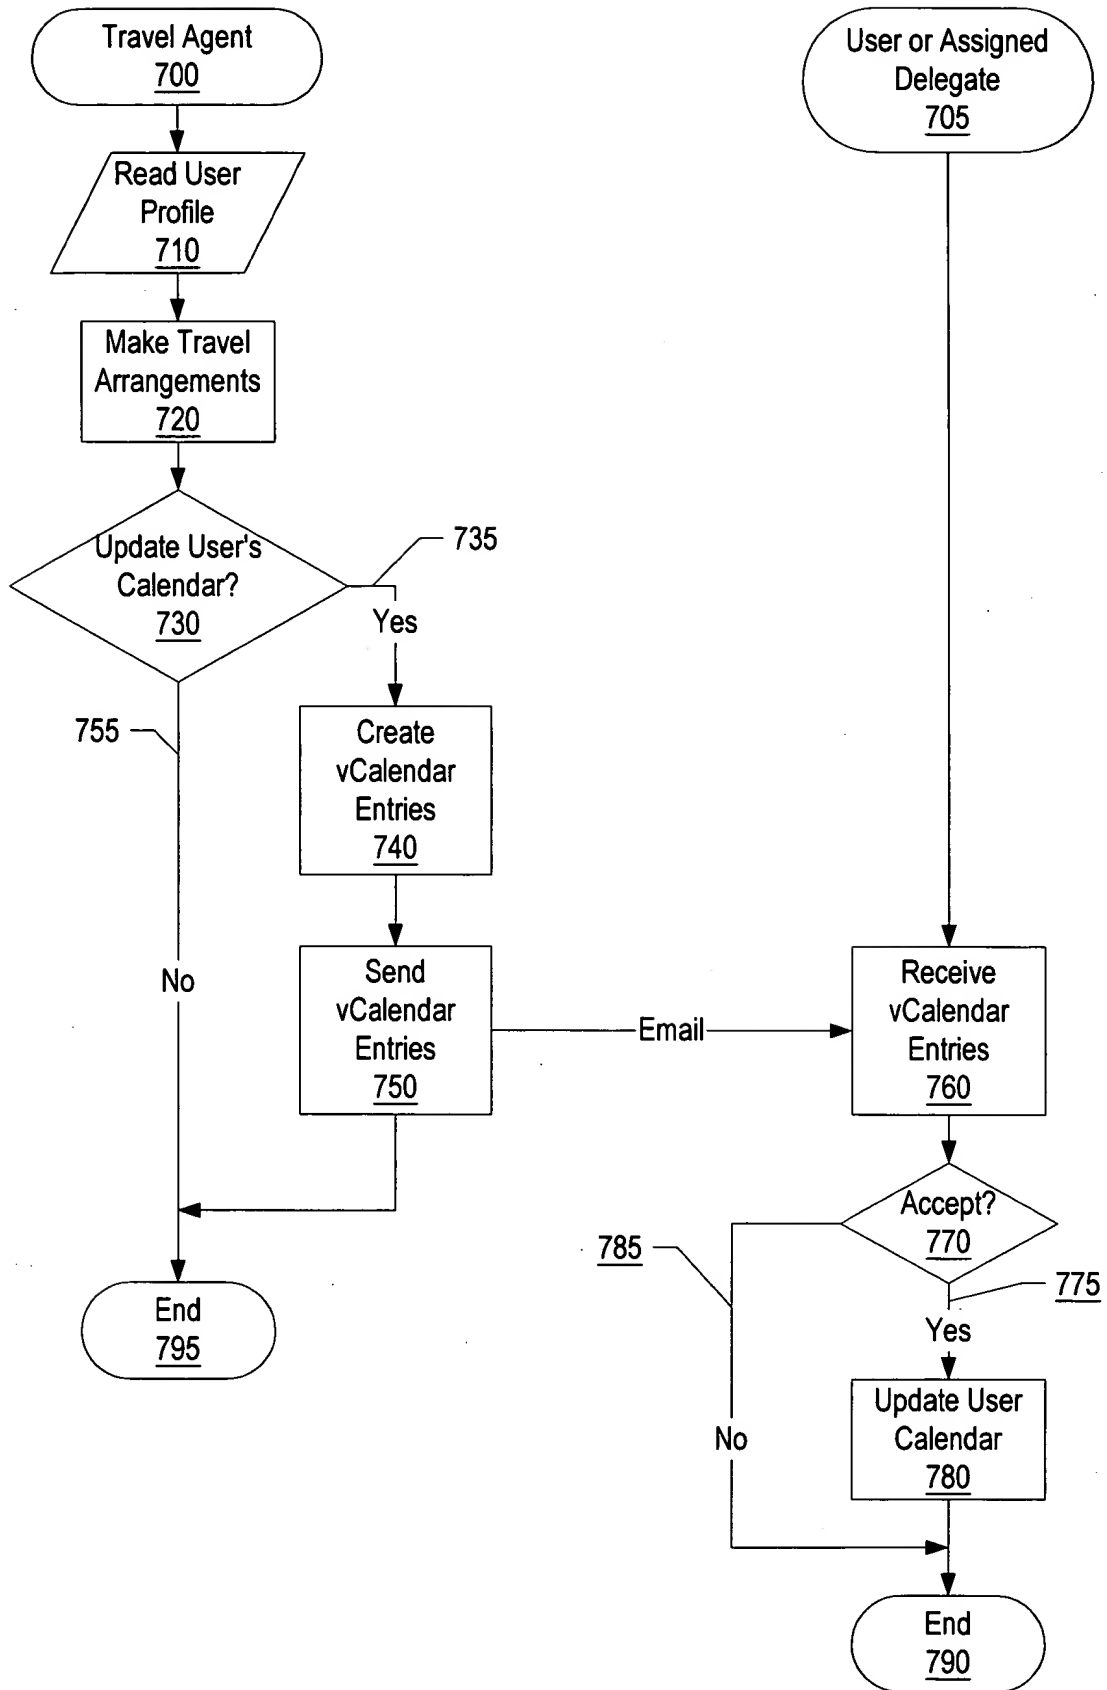 Travel Agent
700
User or Assigned
Delegate
705
Read User
Profile
710
Make Travel
Arrangements
720
Update User's
Calendar?
730
735
Yes
755
No
Create
vCalendar
Entries
740
Send
vCalendar
Entries
750
Email
Receive
vCalendar
Entries
760
Accept?
770
785
775
Yes
No
Update User
Calendar
780
End
795
End
790